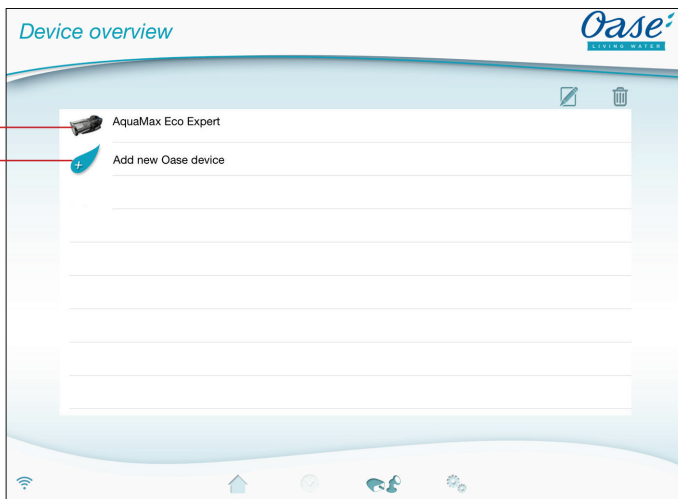 Device overview
Oase
LIVING WATER
AquaMax Eco Expert
Add new Oase device